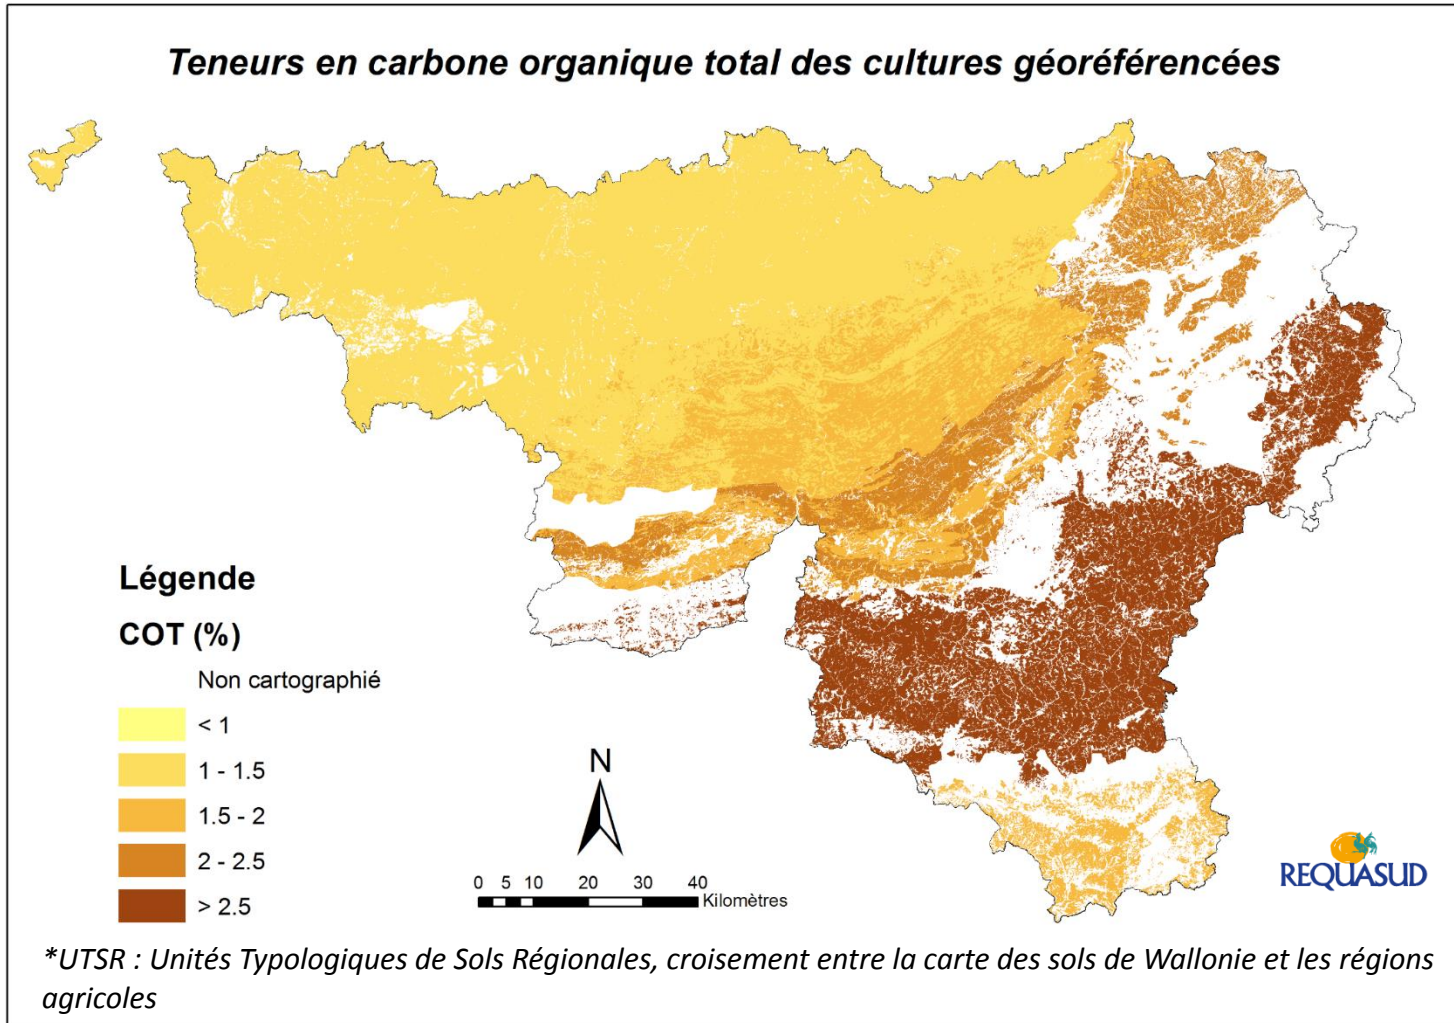 Teneurs en carbone organique total des cultures géoréférencées
Légende
COT (%)
Non cartographié
< 1
1 - 1.5
1.5 - 2
2 - 2.5
> 2.5
N
0 5 10 20 30 40
Kilomètres
REQUASUD
*UTSR : Unités Typologiques de Sols Régionales, croisement entre la carte des sols de Wallonie et les régions
agricoles